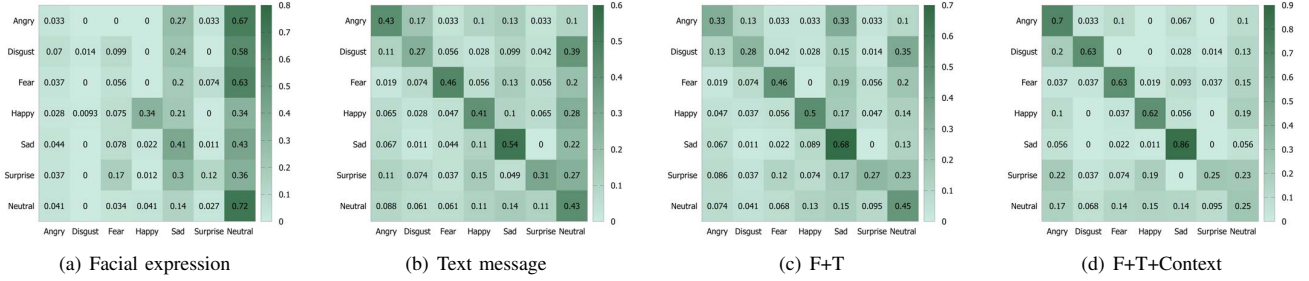 Angry 0.033 0 0.033 0 0.27 0.033 0.67 0.8
Disgust 0.07 0.014 0.099 0 0.24 0 0.58 0.7
0.6
Fear 0.037 0 0.056 0 0.2 0.074 0.63 0.5
Happy 0.028 0.0093 0.075 0.34 0.21 0 0.34 0.4
Sad 0.044 0 0.078 0.022 0.41 0.011 0.43 0.3
0.2
Surprise 0.037 0 0.17 0.012 0.3 0.12 0.36
0.1
Neutral 0.041 0 0.034 0.041 0.14 0.027 0.72
0
Angry Disgust Fear Happy Sad Surprise Neutral
(a) Facial expression
Angry 0.43 0.17 0.033 0.1 0.13 0.033 0.1 0.6
Disgust 0.11 0.27 0.056 0.028 0.099 0.042 0.39 0.5
Fear 0.019 0.074 0.46 0.056 0.13 0.056 0.2 0.4
Happy 0.065 0.028 0.047 0.41 0.1 0.065 0.28 0.3
Sad 0.067 0.011 0.044 0.11 0.54 0 0.22
0.2
Surprise 0.11 0.037 0.074 0.15 0.049 0.31 0.27
0.1
Neutral 0.088 0.061 0.061 0.11 0.14 0.11 0.43
0
Angry Disgust Fear Happy Sad Surprise Neutral
(b) Text message
Angry 0.33 0.13 0.033 0.033 0.33 0.033 0.1 0.7
Disgust 0.13 0.28 0.042 0.028 0.15 0.014 0.35 0.6
0.5
Fear 0.019 0.074 0.46 0 0.19 0.056 0.2
0.4
Happy 0.047 0.037 0.056 0.5 0.17 0.047 0.14
0.3
Sad 0.067 0.011 0.022 0.089 0.68 0 0.13
0.2
Surprise 0.086 0.037 0.12 0.074 0.17 0.27 0.23
0.1
Neutral 0.074 0.041 0.068 0.13 0.13 0.095 0.45
0
Angry Disgust Fear Happy Sad Surprise Neutral
(c) F+T
Angry 0.7 0.033 0.1 0 0.067 0 0.1 0.9
0.8
Disgust 0.2 0.63 0 0 0.028 0.014 0.13
0.7
Fear 0.037 0.037 0.63 0.019 0.093 0.037 0.15 0.6
0.5
Happy 0.1 0 0 0.62 0.056 0 0.19
0.4
Sad 0.056 0 0.022 0.011 0.86 0 0.056 0.3
Surprise 0.22 0.037 0.074 0.19 0 0.25 0.23 0.2
0.1
Neutral 0.17 0.068 0.14 0.15 0.14 0.095 0.25
0
Angry Disgust Fear Happy Sad Surprise Neutral
(d) F+T+Context